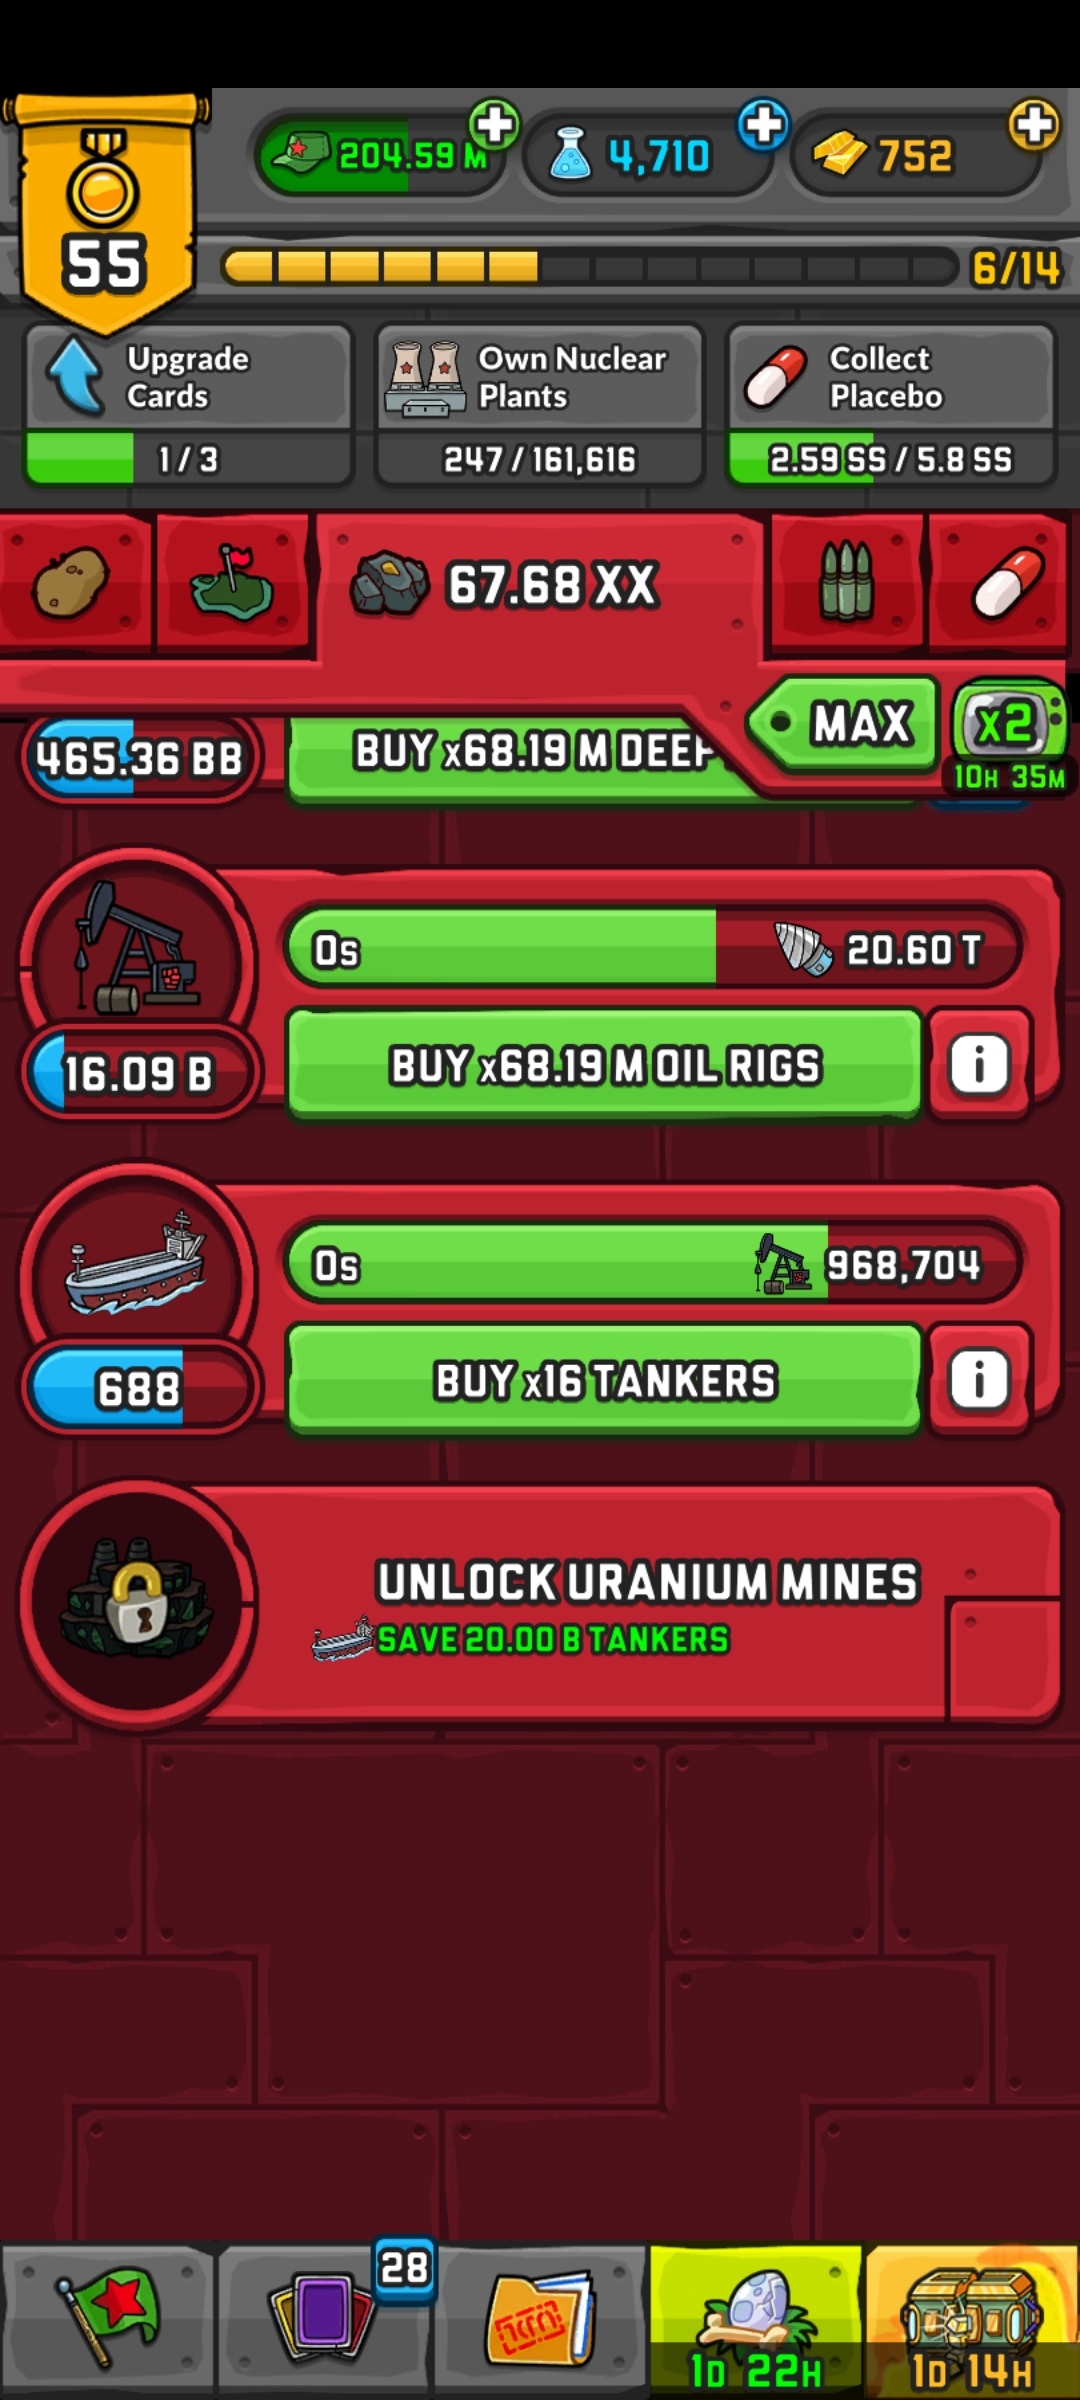 204.59 M
4,710
752
55
6/14
Upgrade
Cards
1 / 3
Own Nuclear
Plants
247 / 161,616
Collect
Placebo
2.59 SS / 5.8 SS
67.68 XX
MAX
x2
10H 35M
465.36 BB
BUY x68.19 M DEEP
0s
20.60 T
16.09 B
BUY x68.19 M OIL RIGS
i
0s
968,704
688
BUY x16 TANKERS
i
UNLOCK URANIUM MINES
SAVE 20.00 B TANKERS
28
1D 22H
1D 14H